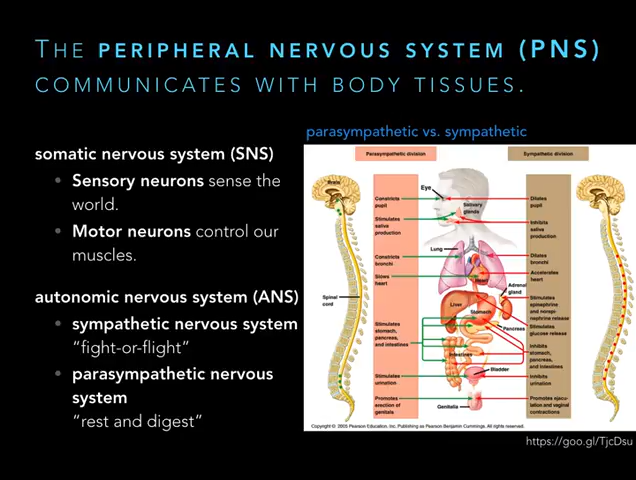 THE PERIPHERAL NERVOUS SYSTEM (PNS)
COMMUNICATES WITH BODY TISSUES.
parasympathetic vs. sympathetic
somatic nervous system (SNS)
• Sensory neurons sense the
world.
• Motor neurons control our
muscles.
autonomic nervous system (ANS)
• sympathetic nervous system
"fight-or-flight"
• parasympathetic nervous
system
"rest and digest"
Parasympathetic division
Sympathetic division
Brain
Eye
Constricts
pupil
Dilates
pupil
Salivary
glands
Stimulates
saliva
production
Inhibits
saliva
production
Lung
Constricts
bronchi
Dilates
bronchi
Slows
heart
Heart
Accelerates
heart
Adrenal
gland
Spinal
cord
Liver
Stomach
Stimulates
epinephrine
and norepi-
nephrine release
Pancreas
Stimulates
glucose release
Stimulates
stomach,
pancreas,
and intestines
Intestines
Inhibits
stomach,
pancreas,
and intestines
Bladder
Stimulates
urination
Inhibits
urination
Promotes
erection of
genitals
Genitalia
Promotes ejacu-
lation and vaginal
contractions
Copyright © 2005 Pearson Education, Inc. Publishing as Pearson Benjamin Cummings. All rights reserved.
https://goo.gl/TjcDsu